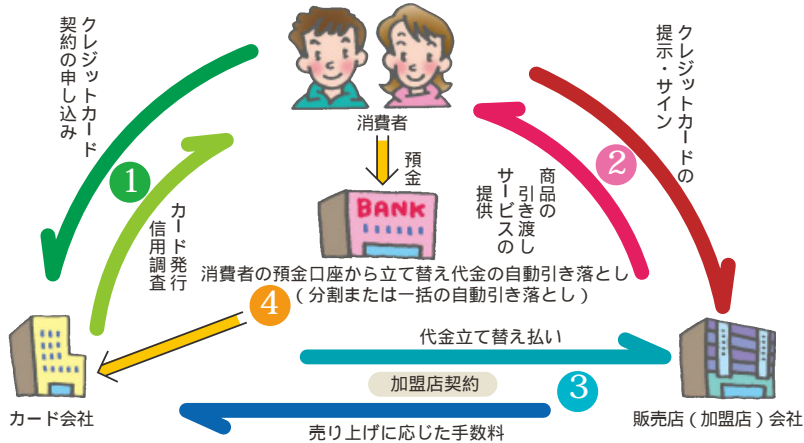 クレジットカード
契約の申し込み
消費者
クレジットカードの
提示・サイン
1
2
預金
商品の
引き渡し
サービスの
提供
BANK
カード発行
信用調査
消費者の預金口座から立て替え代金の自動引き落とし
(分割または一括の自動引き落とし)
4
代金立て替え払い
加盟店契約
3
カード会社
販売店(加盟店)会社
売り上げに応じた手数料